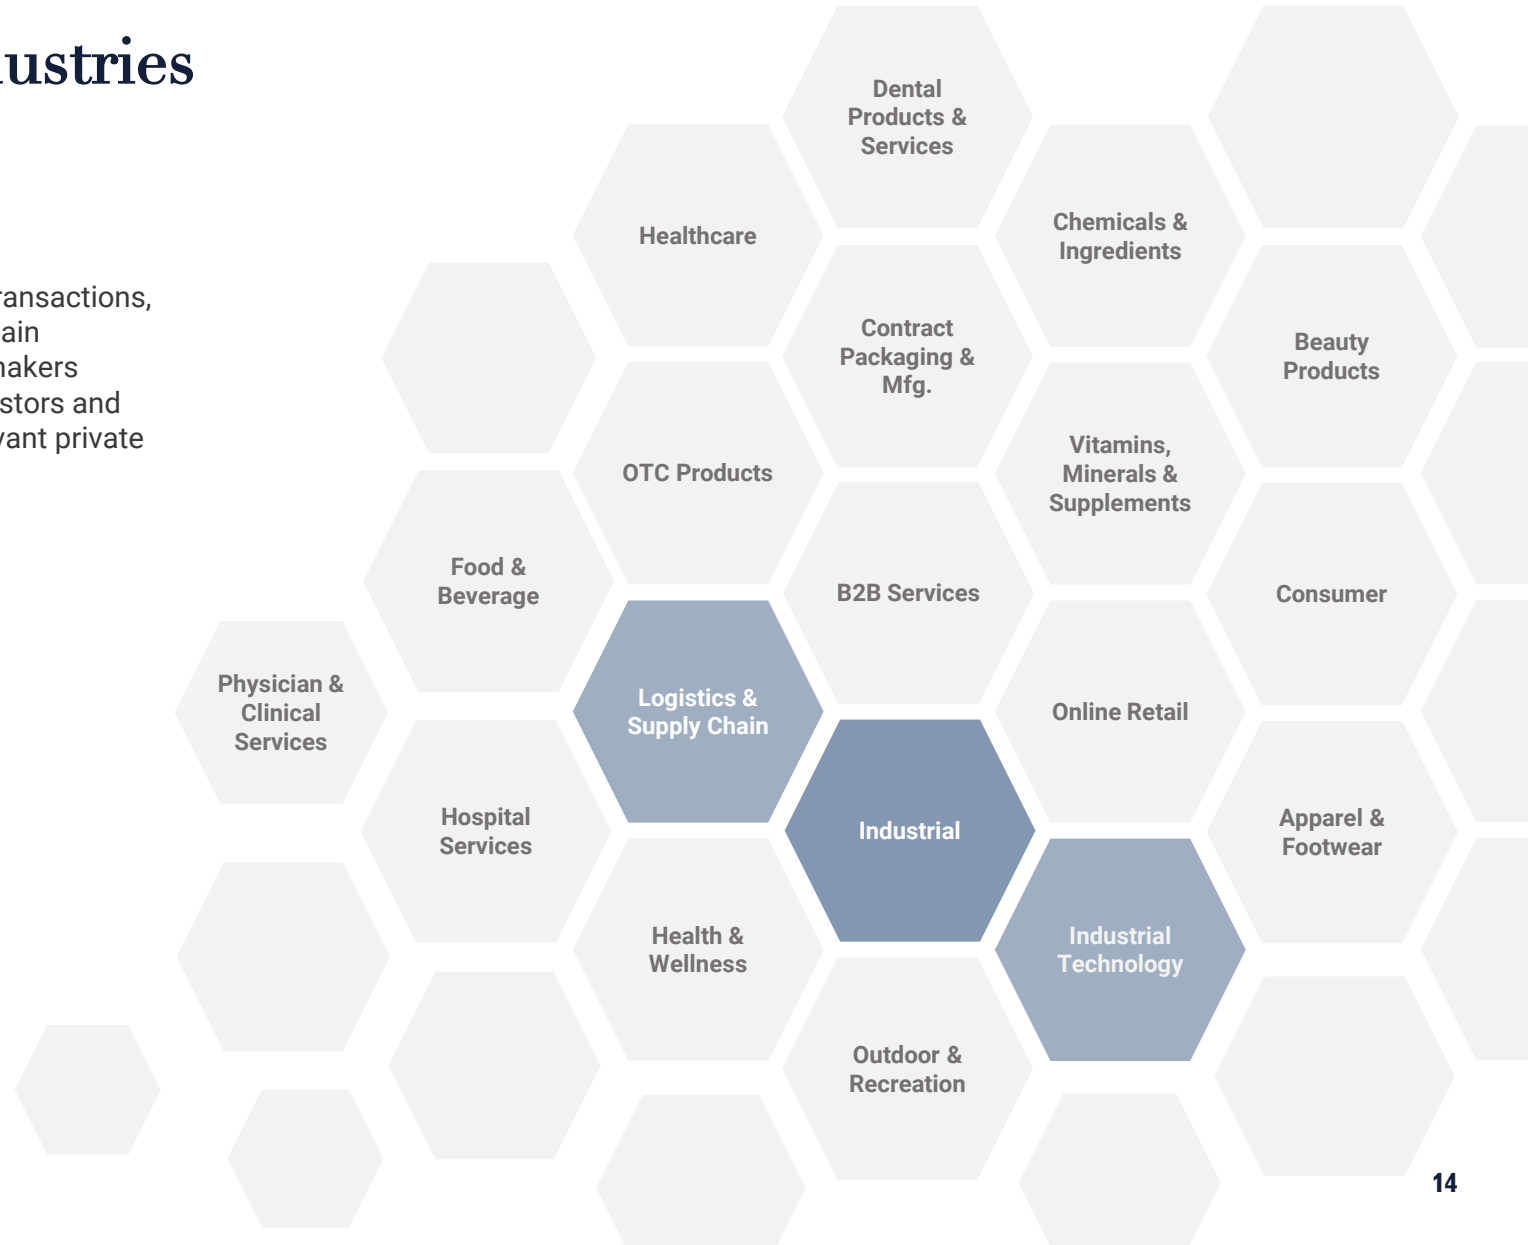 lustries
ransactions,
ain
nakers
stors and
vant private
Dental
Products &
Services
Healthcare
Chemicals &
Ingredients
Contract
Packaging &
Mfg.
Beauty
Products
OTC Products
Vitamins,
Minerals &
Supplements
Food &
Beverage
B2B Services
Consumer
Physician &
Clinical
Services
Logistics &
Supply Chain
Online Retail
Hospital
Services
Industrial
Apparel &
Footwear
Health &
Wellness
Industrial
Technology
Outdoor &
Recreation
14